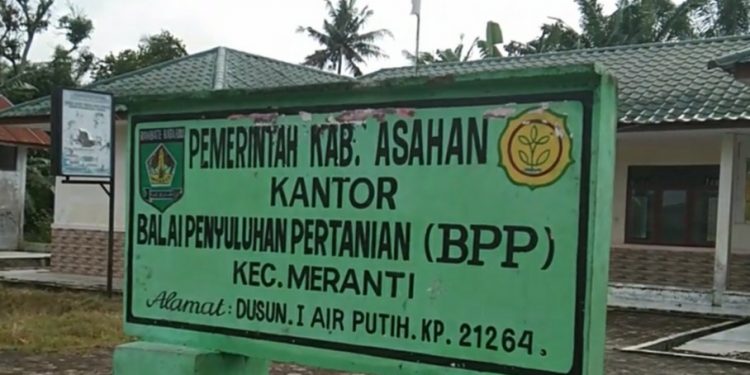 PEMERINTAH KAB. ASAHAN
KANTOR
BALAI PENYULUHAN PERTANIAN (BPP)
KEC. MERANTI
Alamat : DUSUN. I AIR PUTIH. KP. 21264.